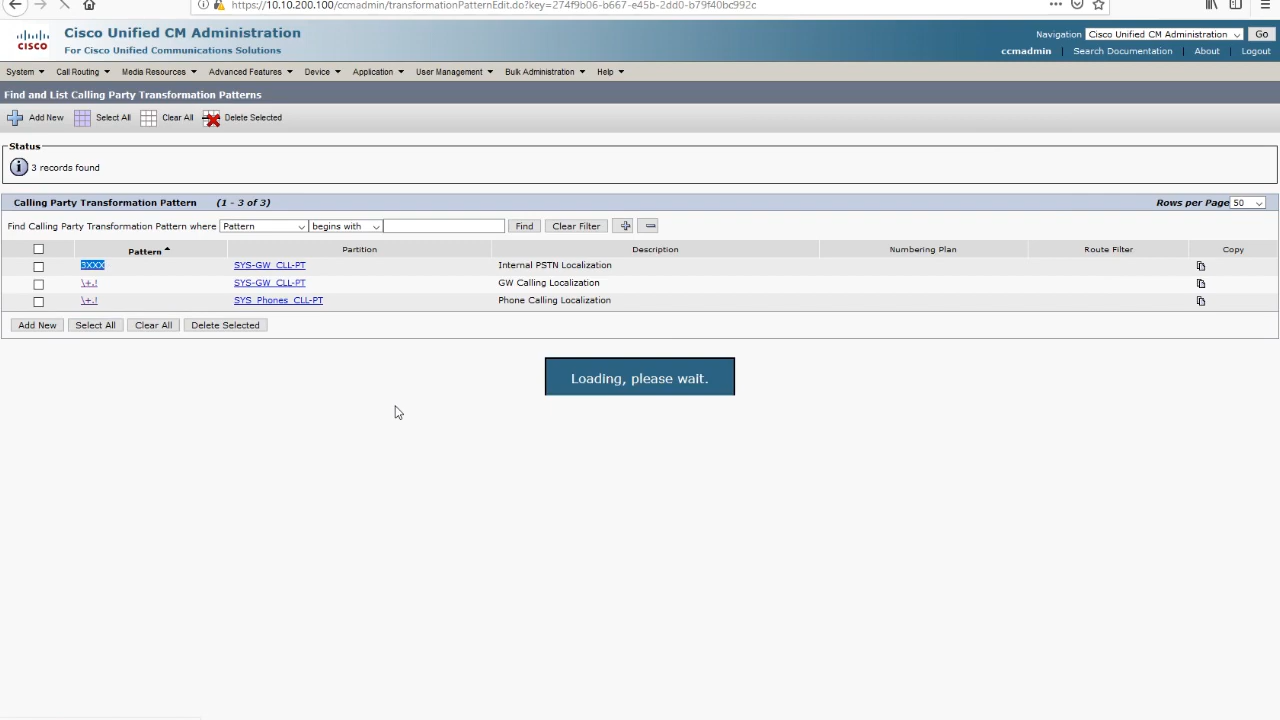 https://10.10.200.100/ccmadmin/transformationPatternEdit.do?key=274f9b06-b667-e45b-2dd0-b79f40bc992c
CISCO
Cisco Unified CM Administration
For Cisco Unified Communications Solutions
Navigation Cisco Unified CM Administration Go
ccmadmin Search Documentation About Logout
System Call Routing Media Resources Advanced Features Device Application User Management Bulk Administration Help
Find and List Calling Party Transformation Patterns
Add New Select All Clear All Delete Selected
Status
3 records found
Calling Party Transformation Pattern (1 - 3 of 3) Rows per Page 50
Find Calling Party Transformation Pattern where Pattern begins with Find Clear Filter
Pattern Partition Description Numbering Plan Route Filter Copy
3XXX SYS-GW_CLL-PT Internal PSTN Localization
\+.! SYS-GW_CLL-PT GW Calling Localization
\+.! SYS_Phones_CLL-PT Phone Calling Localization
Add New Select All Clear All Delete Selected
Loading, please wait.